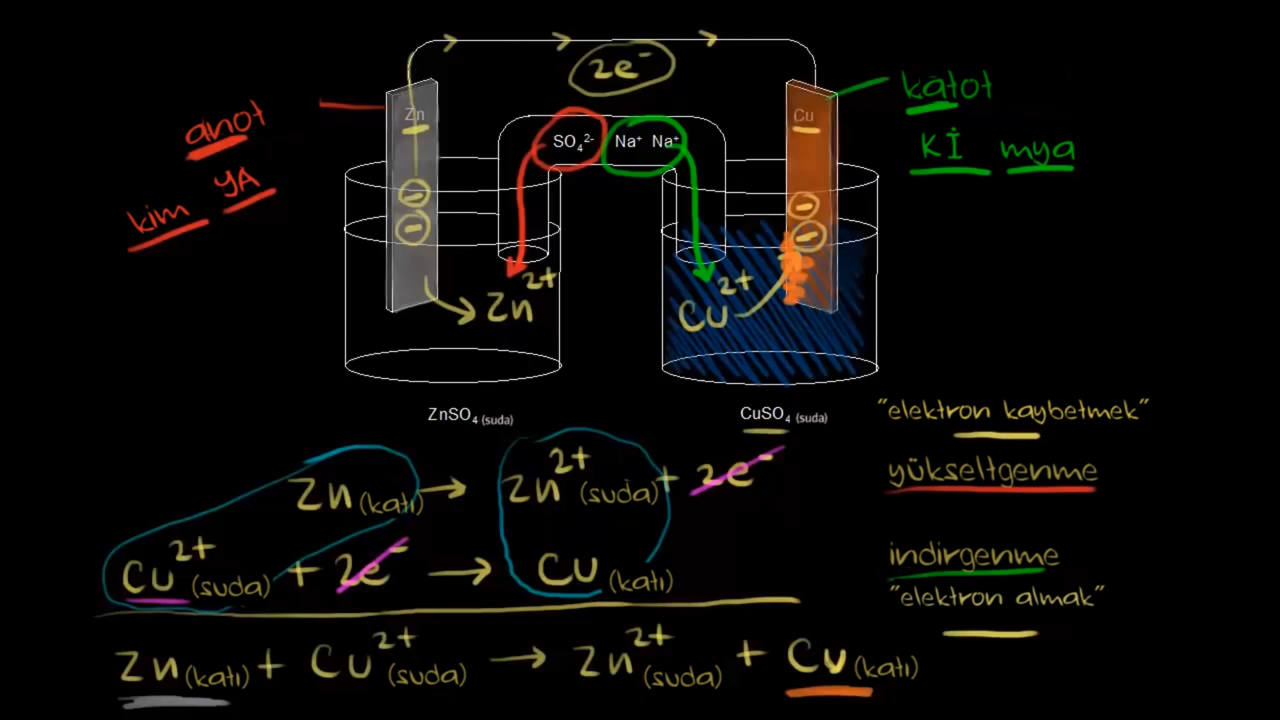 2e⁻
Zn
Cu
anot
kim YA
katot
Kİ mya
SO₄²⁻ Na⁺ Na⁺
Zn²⁺
Cu²⁺
ZnSO₄ (suda)
CuSO₄ (suda)
"elektron kaybetmek"
yükseltgenme
indirgenme
"elektron almak"
Zn (katı) → Zn²⁺ (suda) + 2e⁻
Cu²⁺ (suda) + 2e⁻ → Cu (katı)
Zn (katı) + Cu²⁺ (suda) → Zn²⁺ (suda) + Cu (katı)